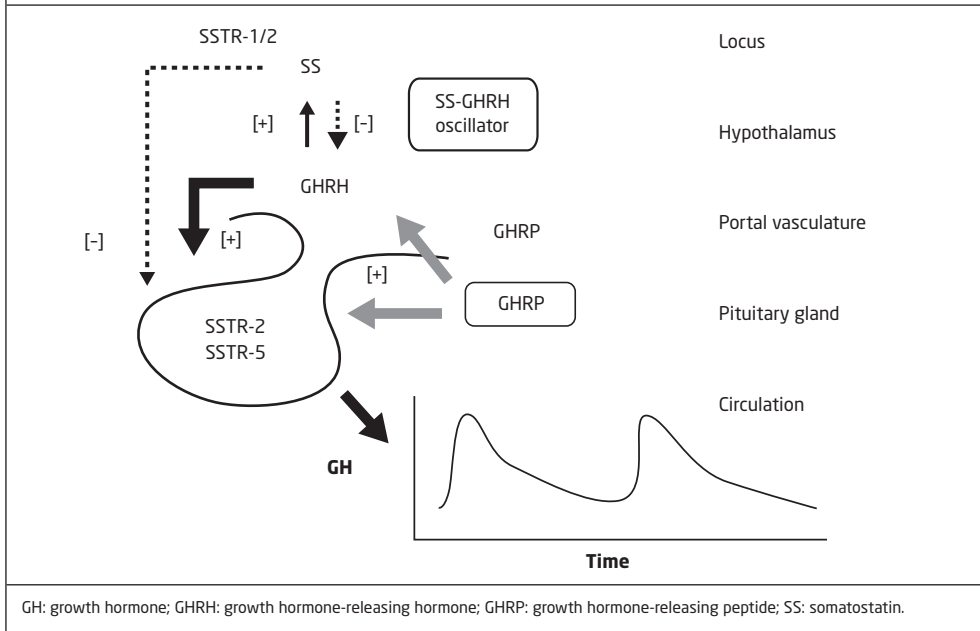 SSTR-1/2
Locus
SS
SS-GHRH
oscillator
[+]
[-]
Hypothalamus
GHRH
Portal vasculature
[-]
[+]
GHRP
[+]
GHRP
Pituitary gland
SSTR-2
SSTR-5
Circulation
GH
Time
GH: growth hormone; GHRH: growth hormone-releasing hormone; GHRP: growth hormone-releasing peptide; SS: somatostatin.